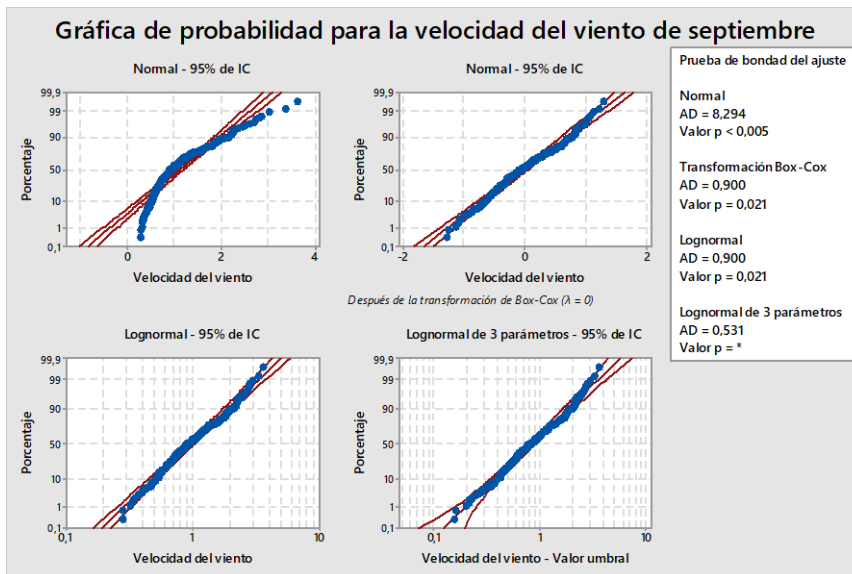 Gráfica de probabilidad para la velocidad del viento de septiembre
Normal - 95% de IC
99,9
99
90
50
10
1
0,1
Porcentaje
0
2
4
Velocidad del viento
Normal - 95% de IC
99,9
99
90
50
10
1
0,1
Porcentaje
-2
0
2
Velocidad del viento
Después de la transformación de Box-Cox (λ = 0)
Lognormal - 95% de IC
99,9
99
90
50
10
1
0,1
Porcentaje
0,1
1
10
Velocidad del viento
Lognormal de 3 parámetros - 95% de IC
99,9
99
90
50
10
1
0,1
Porcentaje
0,1
1
10
Velocidad del viento - Valor umbral
Prueba de bondad del ajuste
Normal
AD = 8,294
Valor p < 0,005
Transformación Box-Cox
AD = 0,900
Valor p = 0,021
Lognormal
AD = 0,900
Valor p = 0,021
Lognormal de 3 parámetros
AD = 0,531
Valor p = *